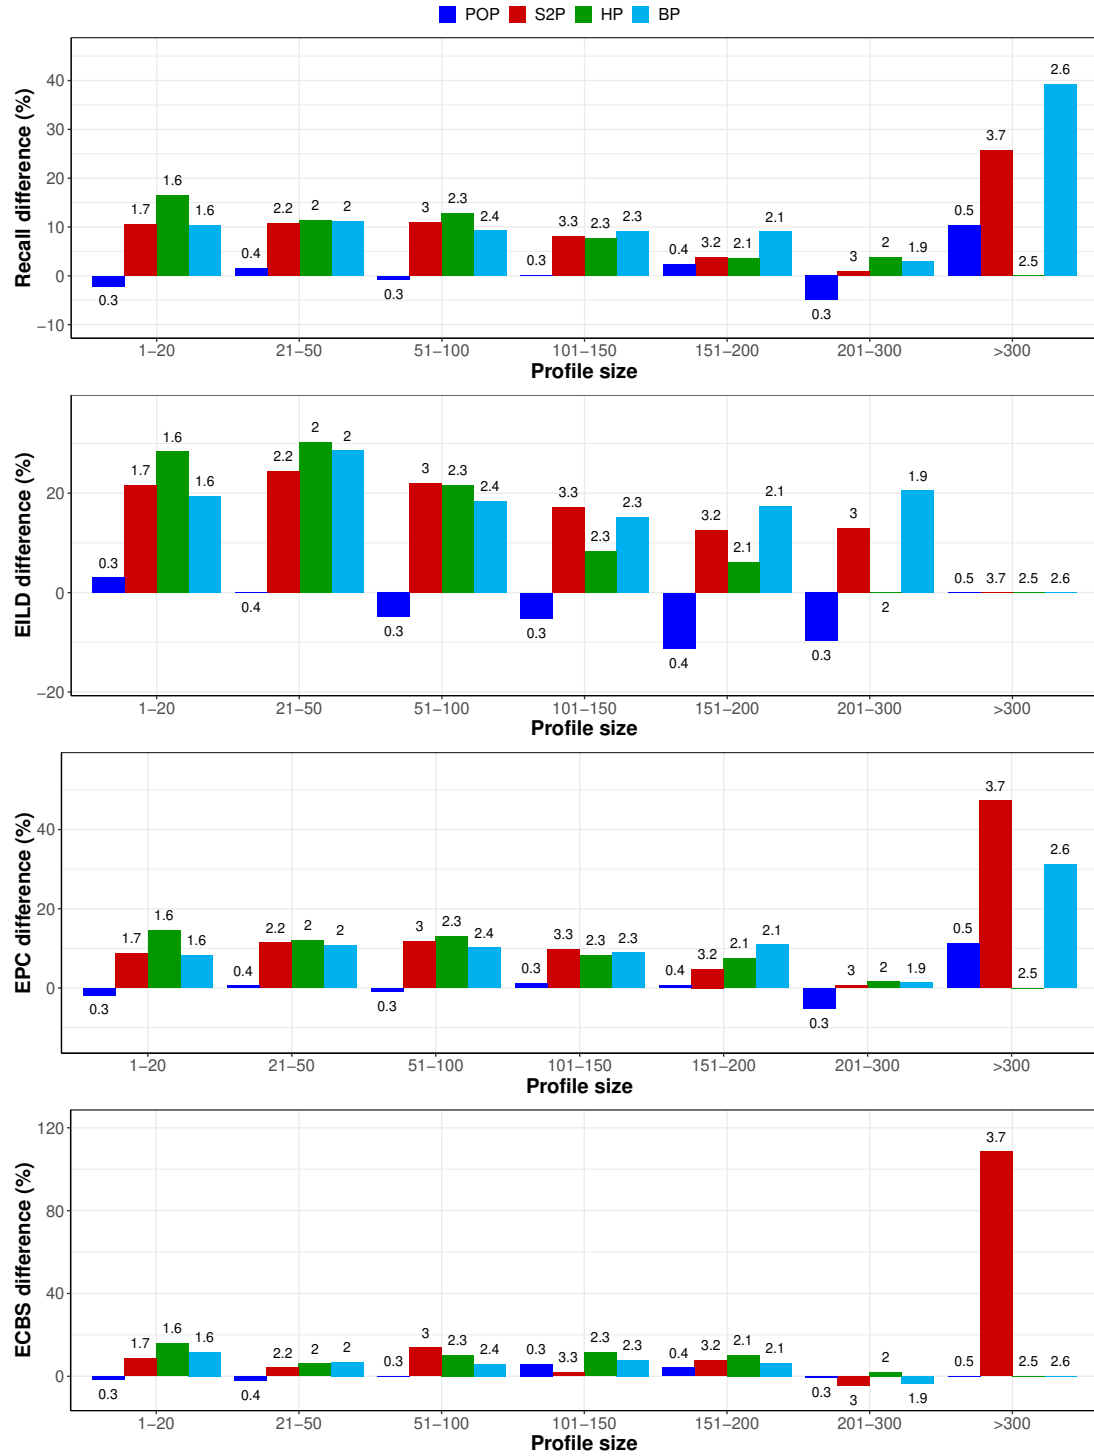 POP S2P HP BP
Recall difference (%)
40
30
20
10
0
−10
0.3 1.7 1.6 1.6
0.4 2.2 2 2
0.3 3 2.3 2.4
0.3 3.3 2.3 2.3
0.4 3.2 2.1 2.1
0.3 3 2 1.9
0.5 3.7 2.5 2.6
1−20 21−50 51−100 101−150 151−200 201−300 >300
Profile size
EILD difference (%)
20
0
−20
0.3 1.7 1.6 1.6
0.4 2.2 2 2
0.3 3 2.3 2.4
0.3 3.3 2.3 2.3
0.4 3.2 2.1 2.1
0.3 3 2 1.9
0.5 3.7 2.5 2.6
1−20 21−50 51−100 101−150 151−200 201−300 >300
Profile size
EPC difference (%)
40
20
0
0.3 1.7 1.6 1.6
0.4 2.2 2 2
0.3 3 2.3 2.4
0.3 3.3 2.3 2.3
0.4 3.2 2.1 2.1
0.3 3 2 1.9
0.5 3.7 2.5 2.6
1−20 21−50 51−100 101−150 151−200 201−300 >300
Profile size
ECBS difference (%)
120
80
40
0
0.3 1.7 1.6 1.6
0.4 2.2 2 2
0.3 3 2.3 2.4
0.3 3.3 2.3 2.3
0.4 3.2 2.1 2.1
0.3 3 2 1.9
0.5 3.7 2.5 2.6
1−20 21−50 51−100 101−150 151−200 201−300 >300
Profile size